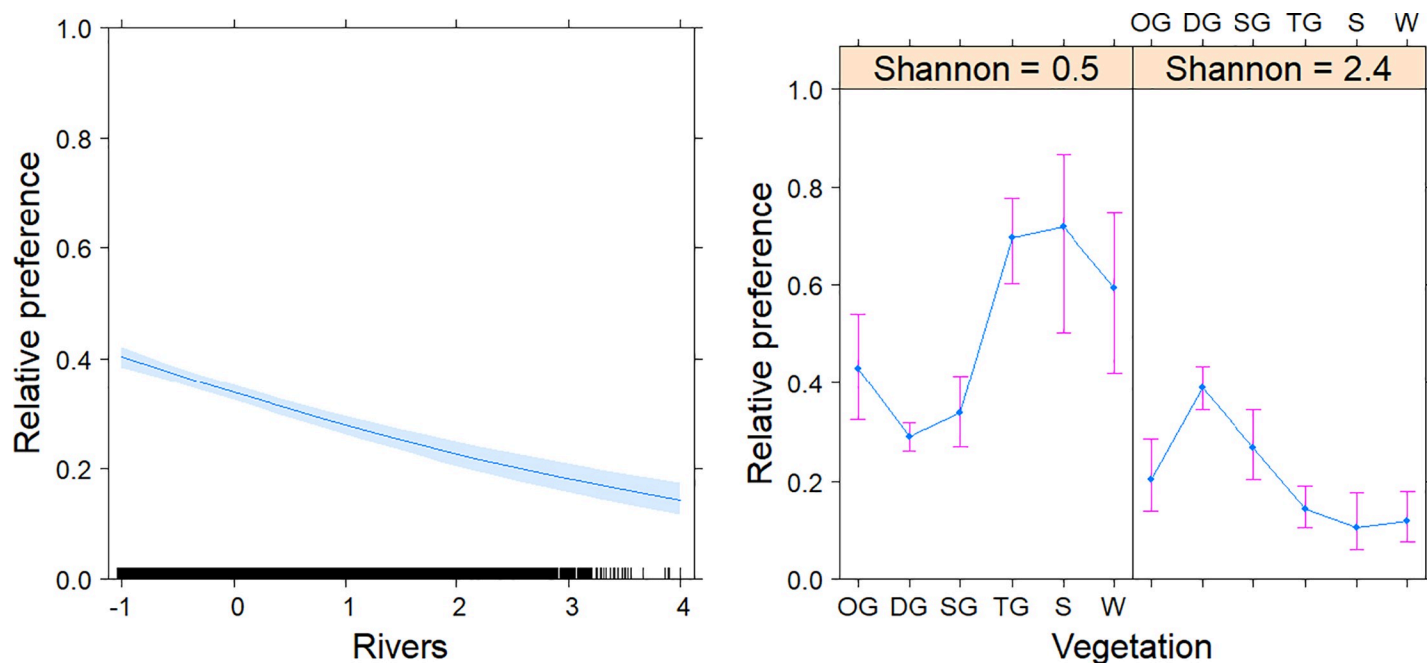 Relative preference
1.0
0.8
0.6
0.4
0.2
0.0
-1 0 1 2 3 4
Rivers
OG DG SG TG S W
Shannon = 0.5 Shannon = 2.4
Relative preference
1.0
0.8
0.6
0.4
0.2
0.0
OG DG SG TG S W
Vegetation